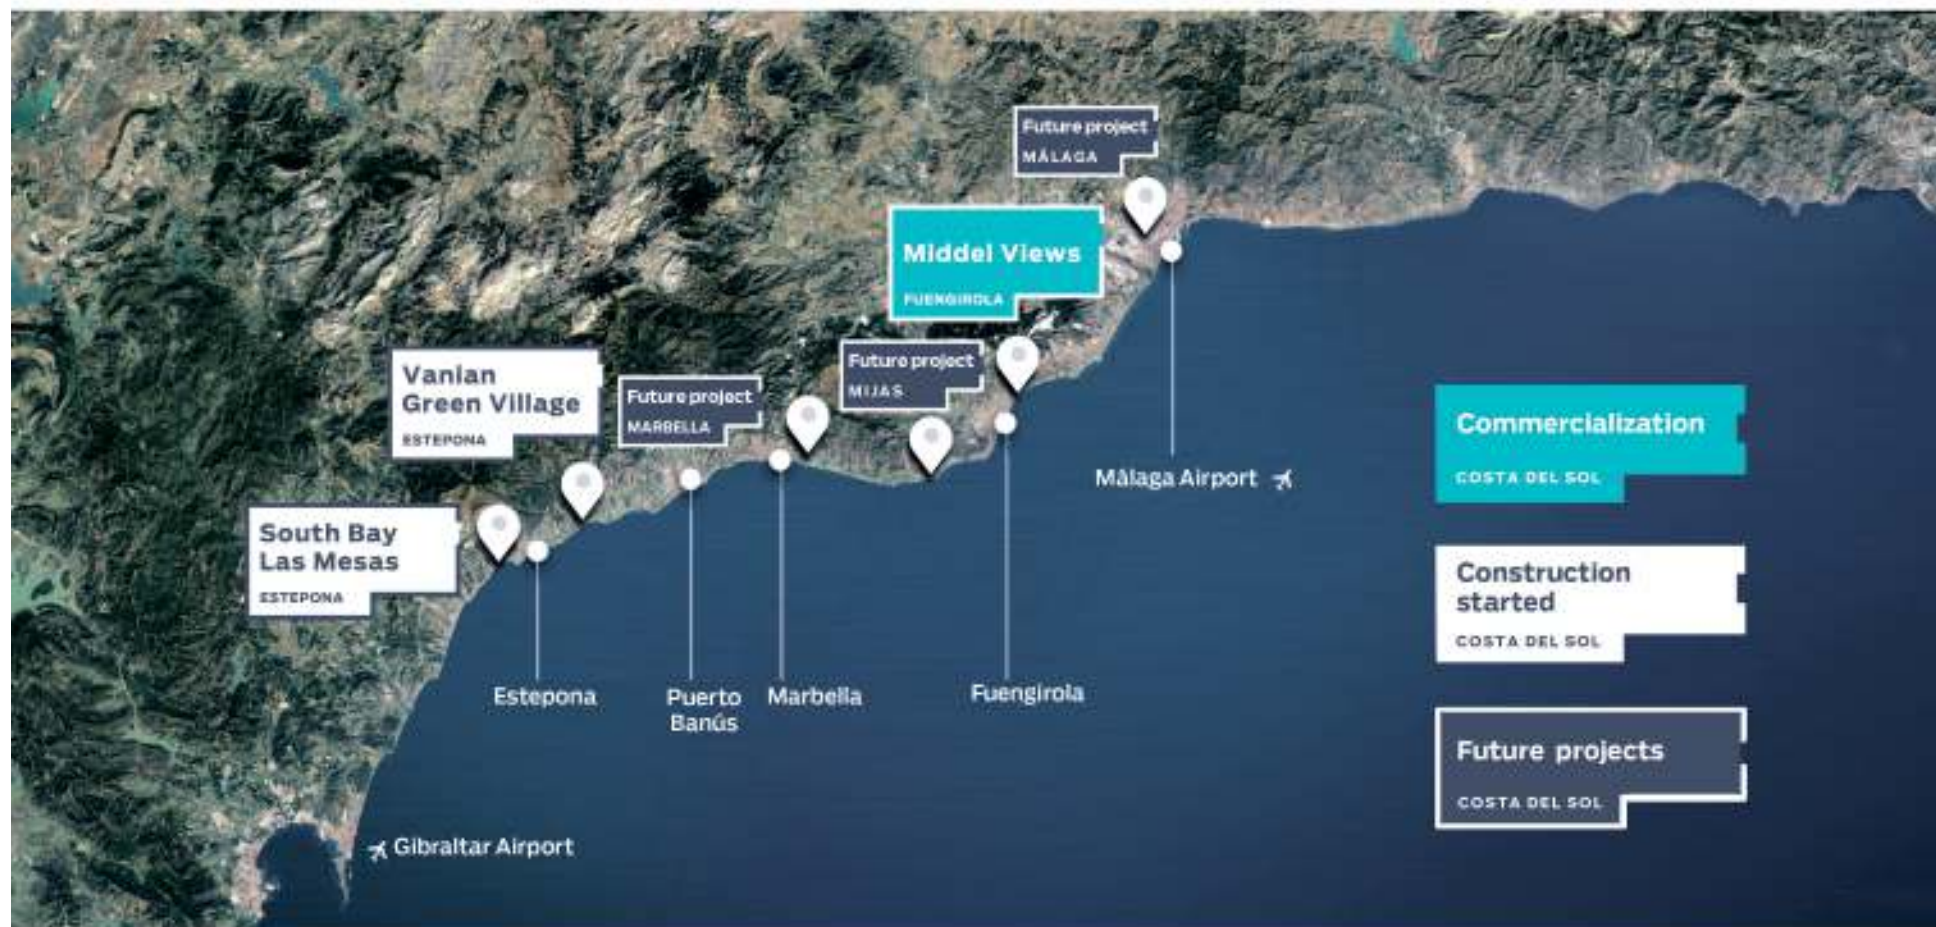 Future project
MÁLAGA
Middel Views
FUENGIROLA
Future project
MIJAS
Vanian
Green Village
ESTEPONA
Future project
MARBELLA
South Bay
Las Mesas
ESTEPONA
Málaga Airport
Estepona
Puerto
Banús
Marbella
Fuengirola
Gibraltar Airport
Commercialization
COSTA DEL SOL
Construction
started
COSTA DEL SOL
Future projects
COSTA DEL SOL